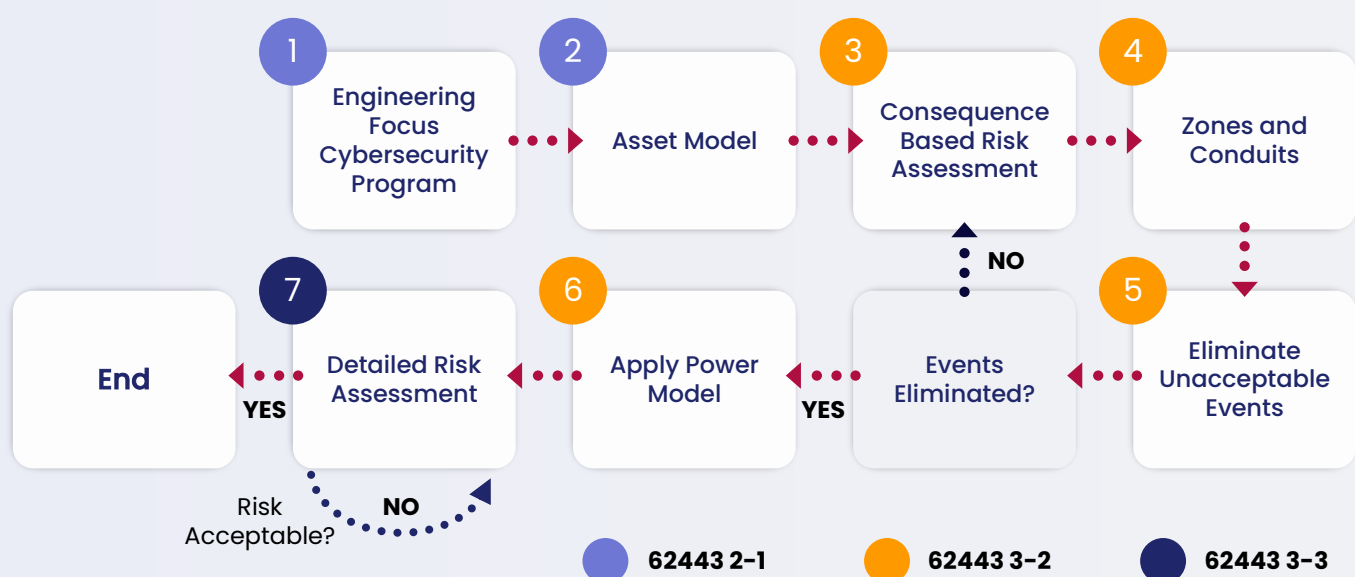 1
Engineering
Focus
Cybersecurity
Program
2
Asset Model
3
Consequence
Based Risk
Assessment
4
Zones and
Conduits
NO
End
YES
7
Detailed Risk
Assessment
Risk
Acceptable?
NO
6
Apply Power
Model
YES
Events
Eliminated?
5
Eliminate
Unacceptable
Events
62443 2-1
62443 3-2
62443 3-3